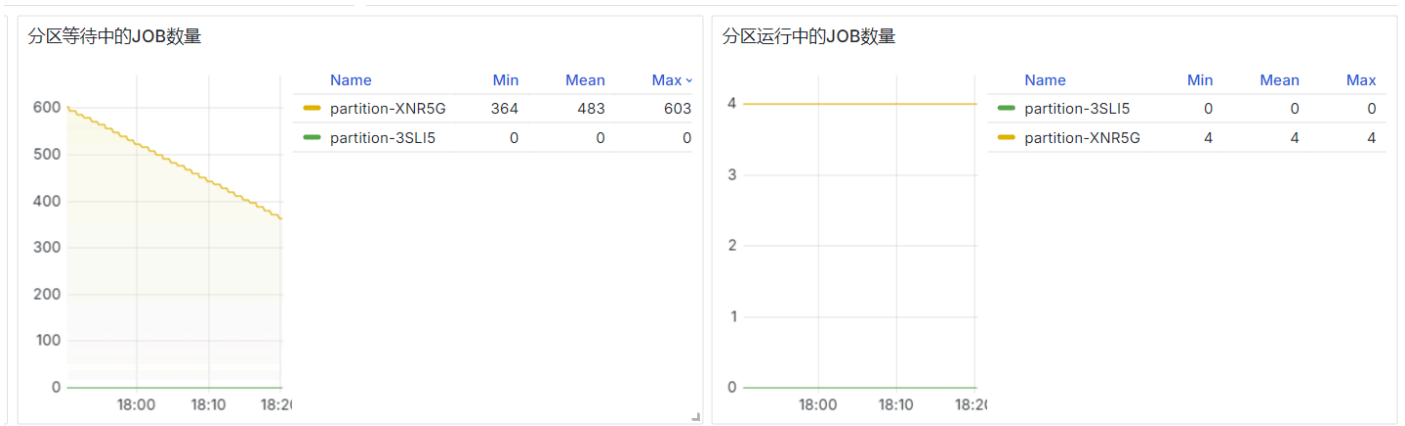 分区等待中的JOB数量
Name Min Mean Max
partition-XNR5G 364 483 603
partition-3SLI5 0 0 0
600
500
400
300
200
100
0
18:00 18:10 18:20
分区运行中的JOB数量
Name Min Mean Max
partition-3SLI5 0 0 0
partition-XNR5G 4 4 4
4
3
2
1
0
18:00 18:10 18:20